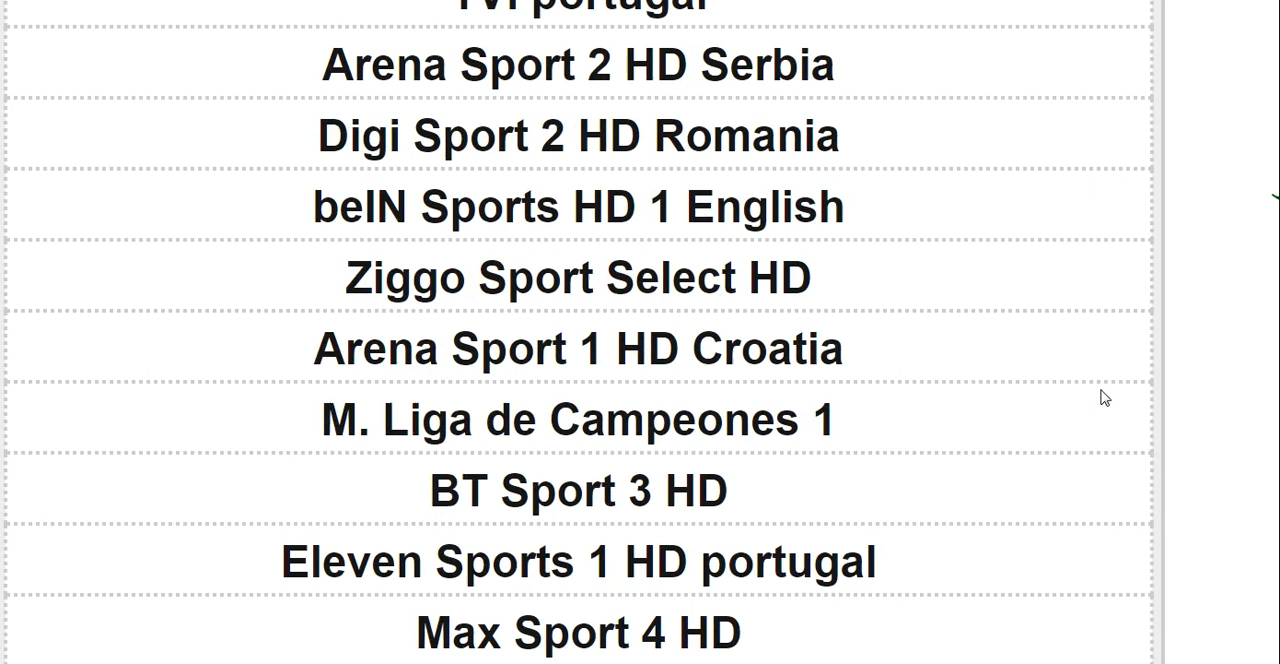 portugal
Arena Sport 2 HD Serbia
Digi Sport 2 HD Romania
beIN Sports HD 1 English
Ziggo Sport Select HD
Arena Sport 1 HD Croatia
M. Liga de Campeones 1
BT Sport 3 HD
Eleven Sports 1 HD portugal
Max Sport 4 HD